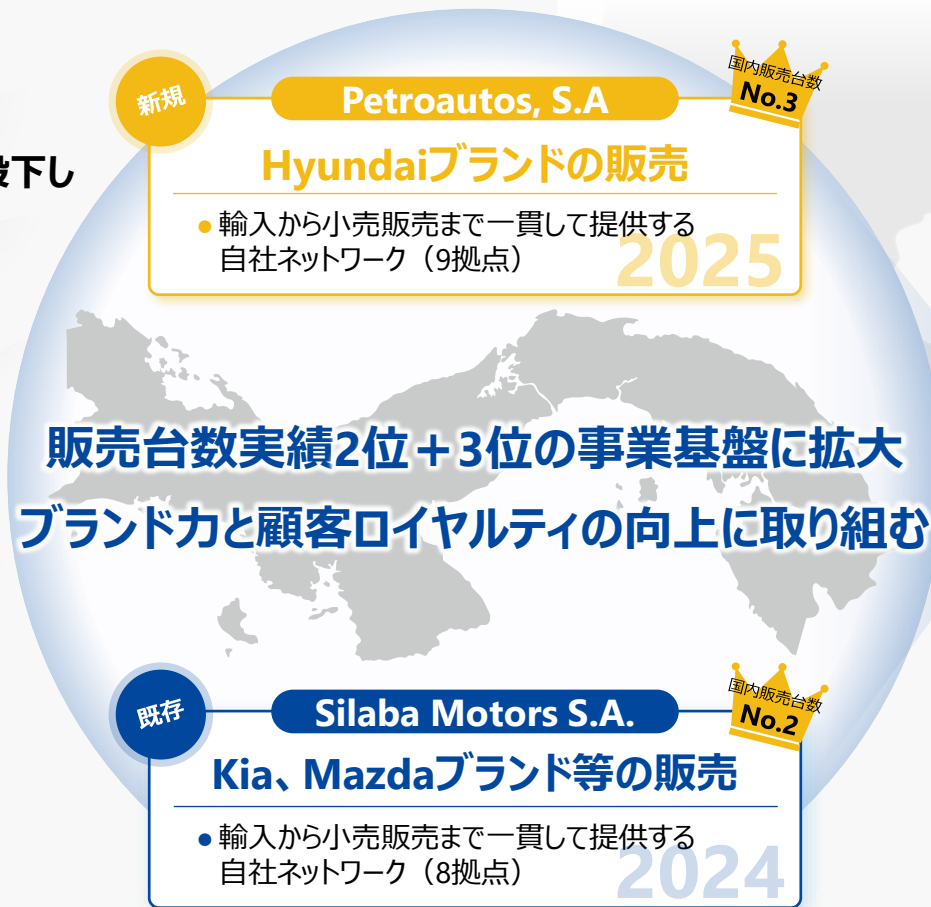 国内販売台数
No.3
新規
Petroautos, S.A
Hyundaiブランドの販売
段下し
● 輸入から小売販売まで一貫して提供する
自社ネットワーク（9拠点）
2025
販売台数実績2位＋3位の事業基盤に拡大
ブランド力と顧客ロイヤルティの向上に取り組む
国内販売台数
No.2
既存
Silaba Motors S.A.
Kia、Mazdaブランド等の販売
● 輸入から小売販売まで一貫して提供する
自社ネットワーク（8拠点）
2024